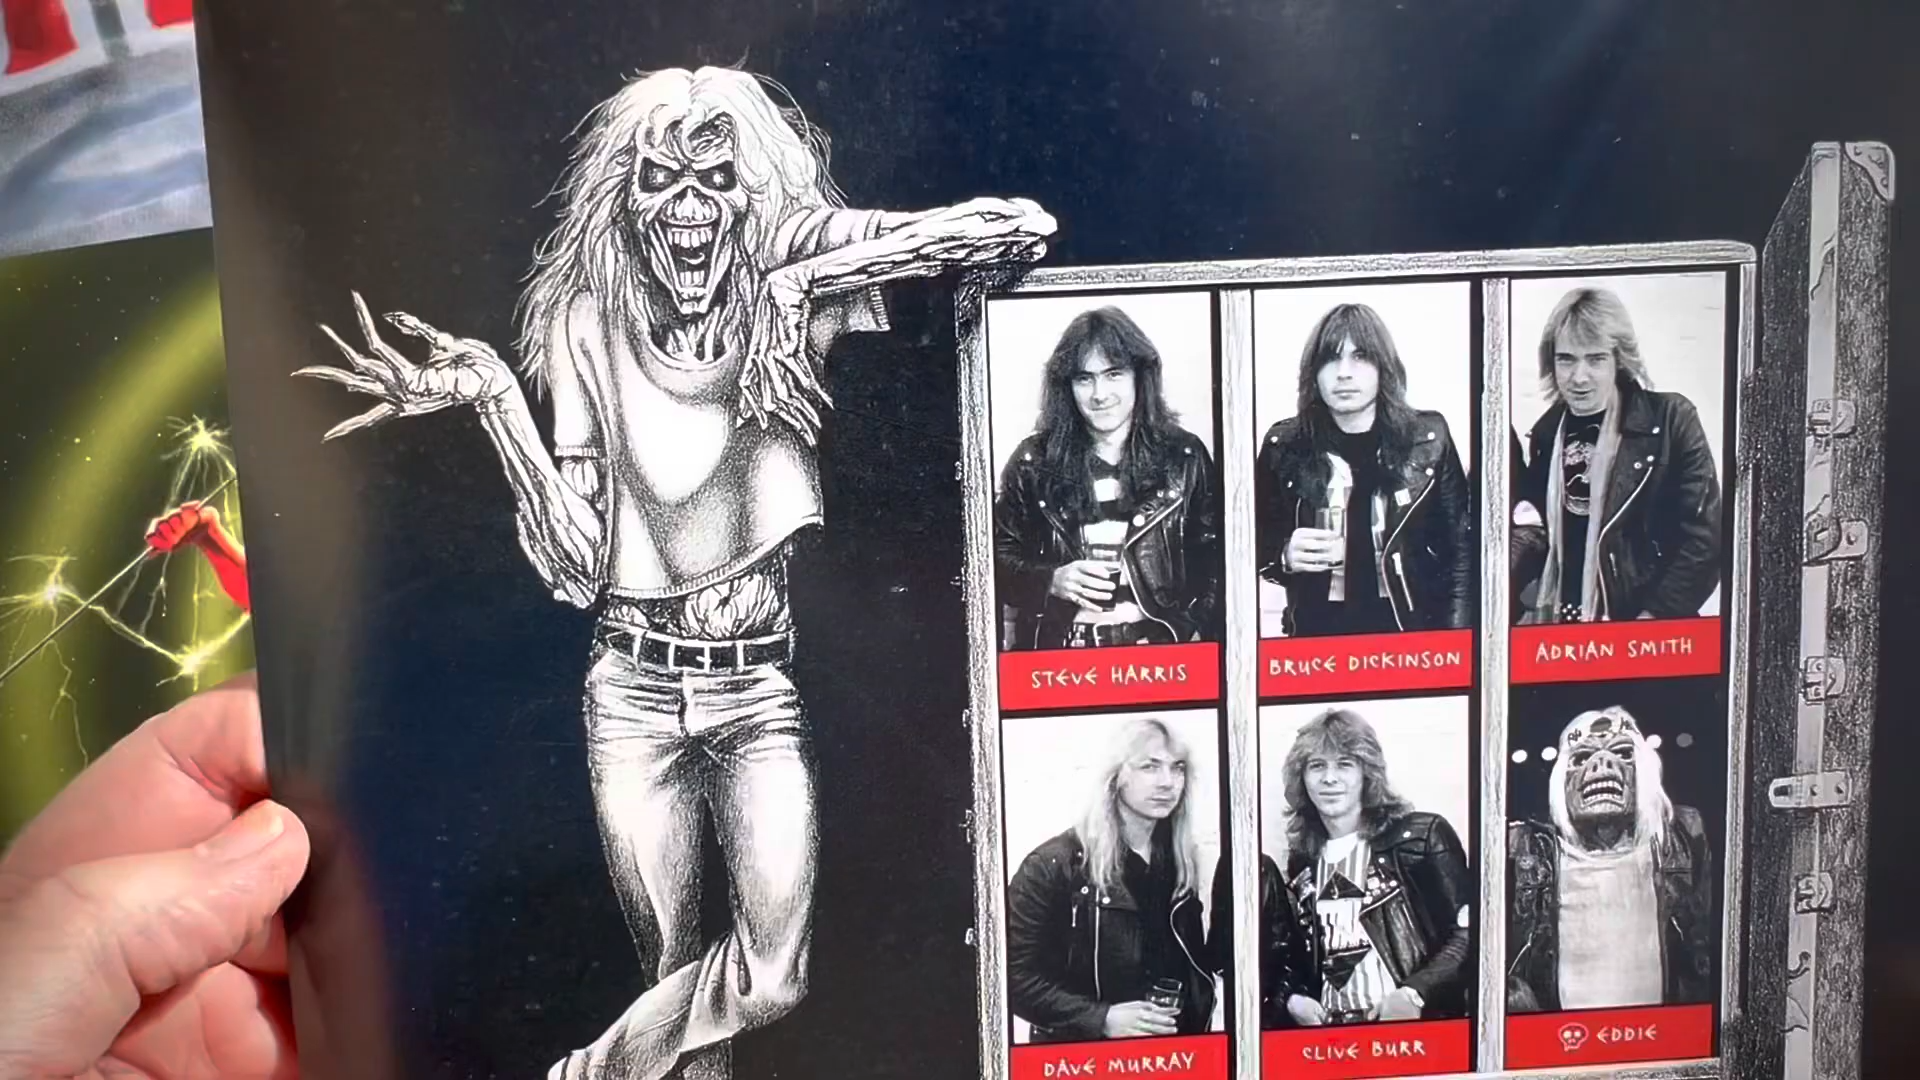 STEVE HARRIS
BRUCE DICKINSON
ADRIAN SMITH
DAVE MURRAY
CLIVE BURR
EDDIE